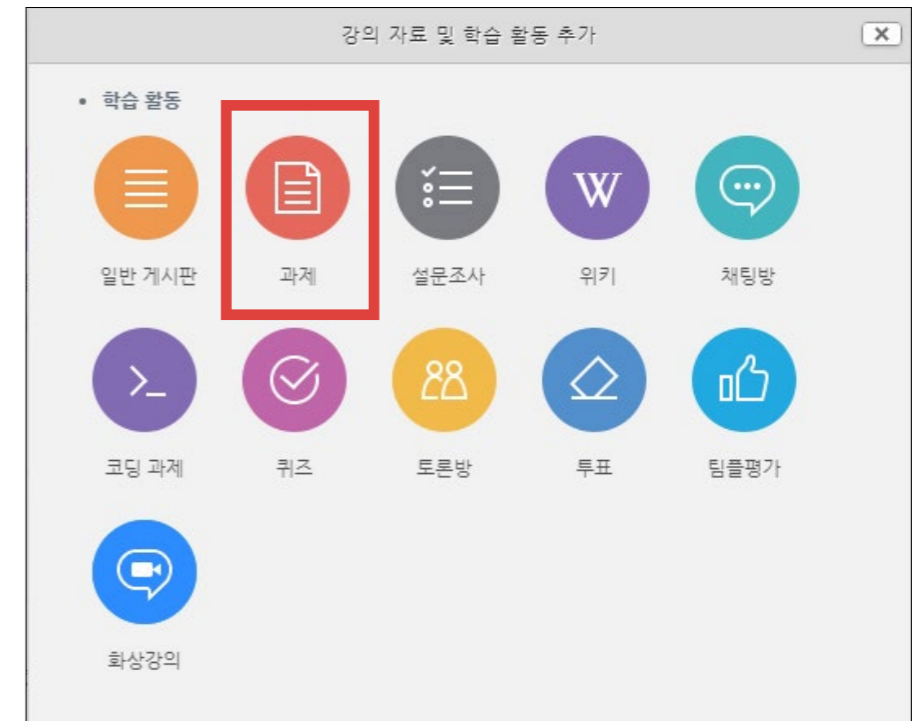 강의 자료 및 학습 활동 추가
• 학습 활동
일반 게시판 과제 설문조사 위키 채팅방
코딩 과제 퀴즈 토론방 투표 팀플평가
화상강의